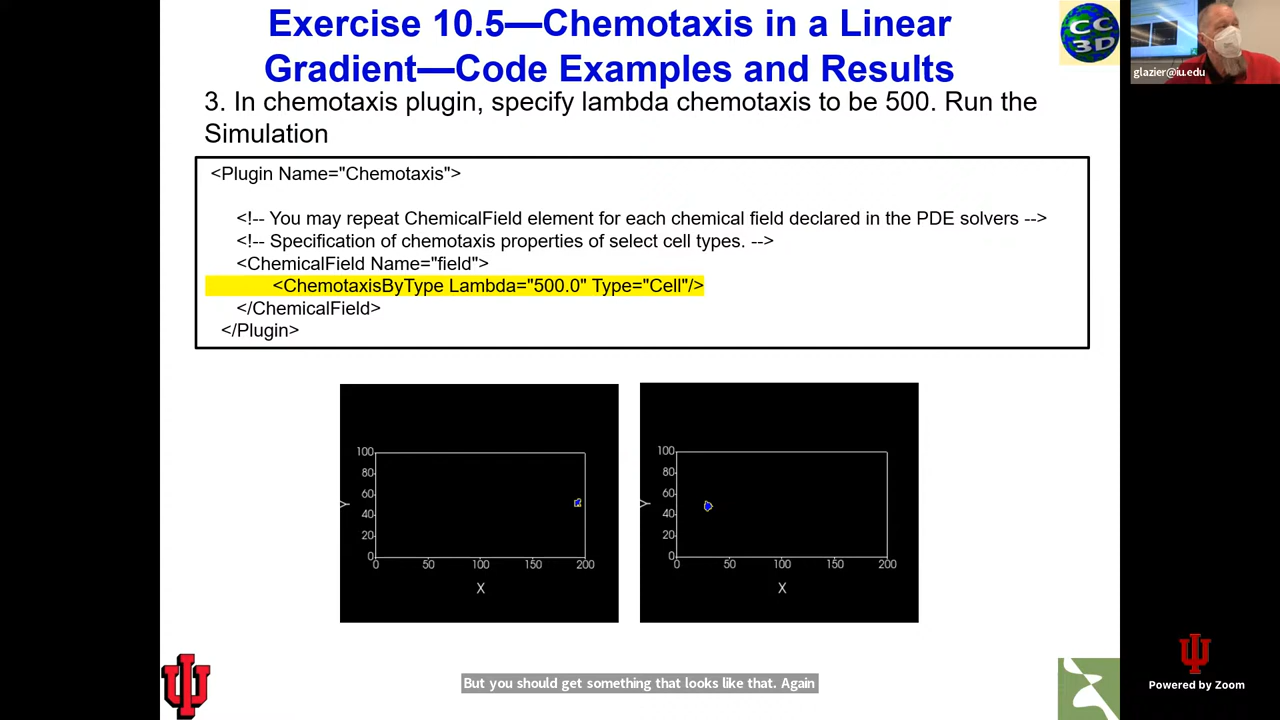 Exercise 10.5—Chemotaxis in a Linear
Gradient—Code Examples and Results
CC
3D
glazier@iu.edu
3. In chemotaxis plugin, specify lambda chemotaxis to be 500. Run the
Simulation
<Plugin Name="Chemotaxis">
<!-- You may repeat ChemicalField element for each chemical field declared in the PDE solvers -->
<!-- Specification of chemotaxis properties of select cell types. -->
<ChemicalField Name="field">
<ChemotaxisByType Lambda="500.0" Type="Cell"/>
</ChemicalField>
</Plugin>
100
80
60
40
20
0
Y
0 50 100 150 200
X
100
80
60
40
20
0
Y
0 50 100 150 200
X
But you should get something that looks like that. Again
Powered by Zoom